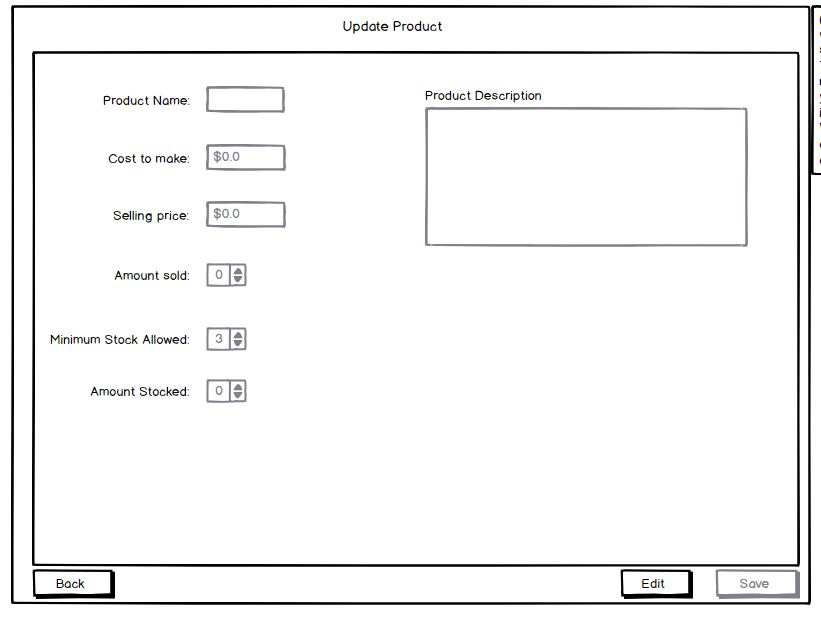 Update Product
Product Name:
Product Description
Cost to make: $0.0
Selling price: $0.0
Amount sold: 0
Minimum Stock Allowed: 3
Amount Stocked: 0
Back
Edit
Save